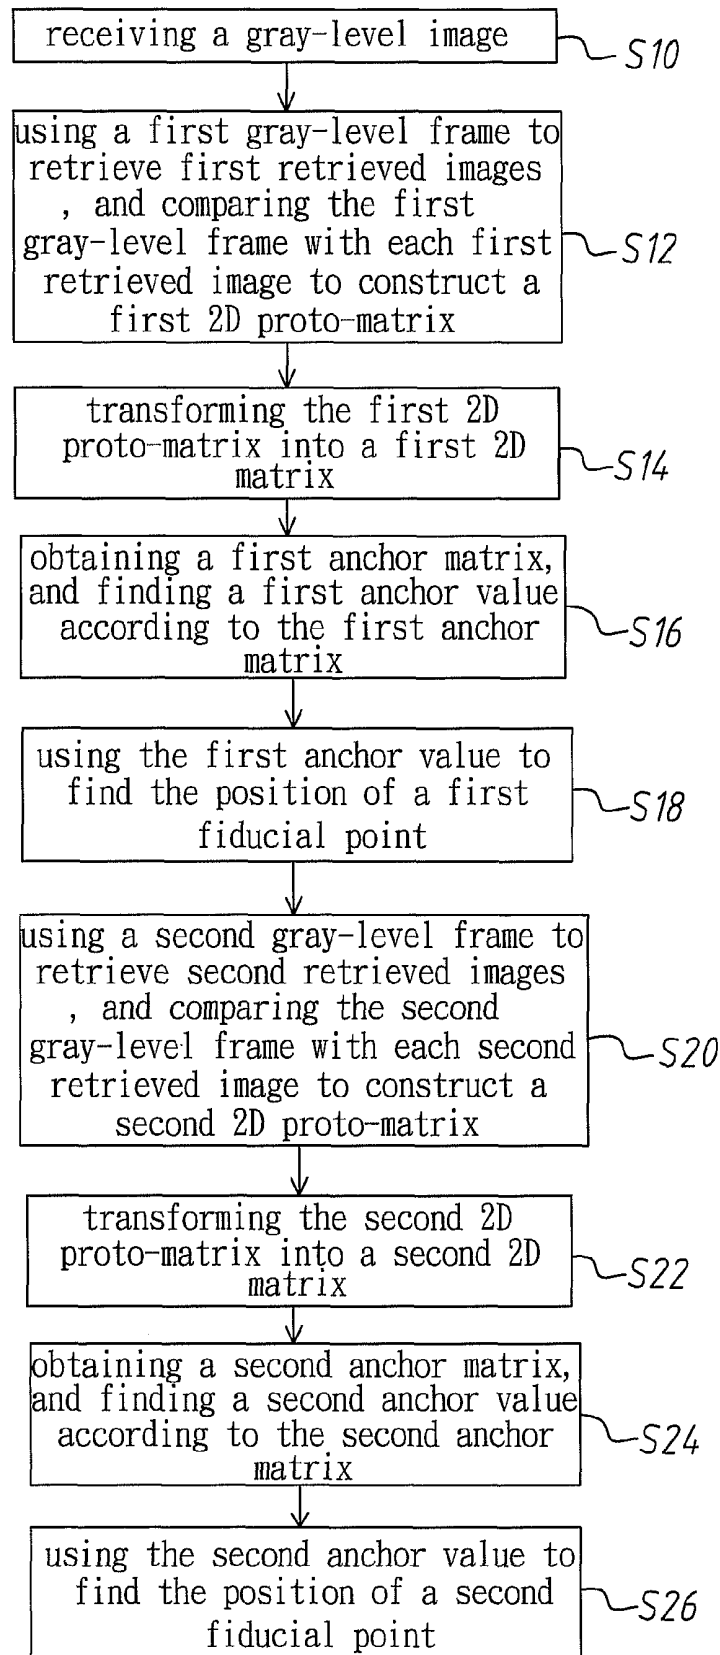 receiving a gray-level image
S10
using a first gray-level frame to
retrieve first retrieved images
, and comparing the first
gray-level frame with each first
retrieved image to construct a
first 2D proto-matrix
S12
transforming the first 2D
proto-matrix into a first 2D
matrix
S14
obtaining a first anchor matrix,
and finding a first anchor value
according to the first anchor
matrix
S16
using the first anchor value to
find the position of a first
fiducial point
S18
using a second gray-level frame to
retrieve second retrieved images
, and comparing the second
gray-level frame with each second
retrieved image to construct a
second 2D proto-matrix
S20
transforming the second 2D
proto-matrix into a second 2D
matrix
S22
obtaining a second anchor matrix,
and finding a second anchor value
according to the second anchor
matrix
S24
using the second anchor value to
find the position of a second
fiducial point
S26